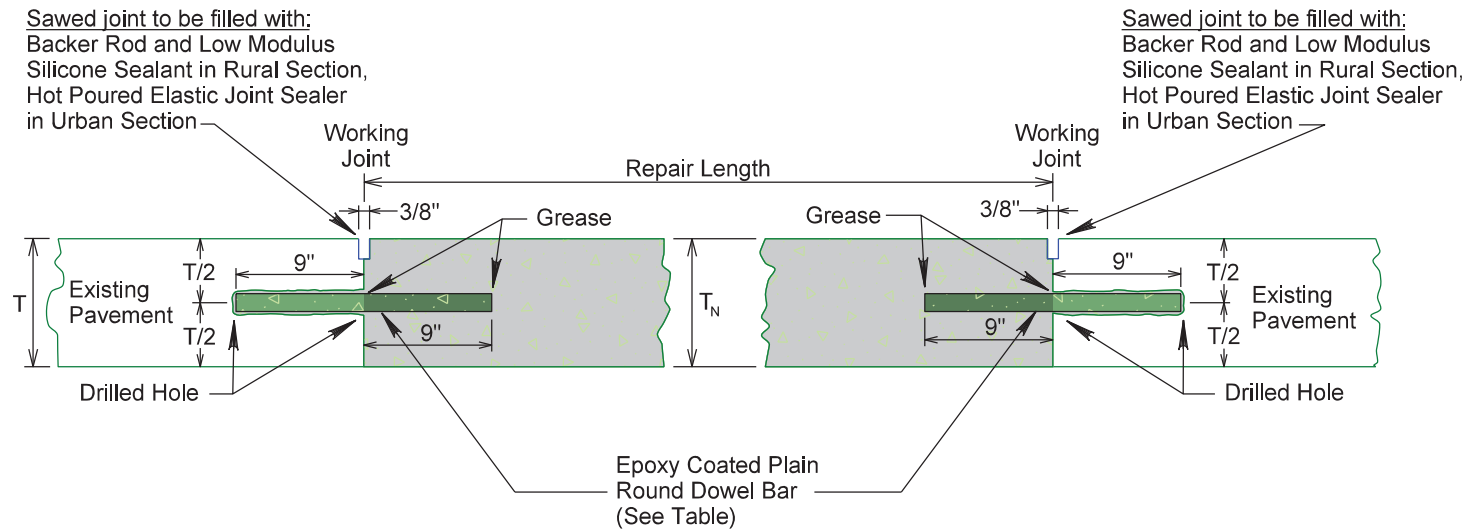 Sawed joint to be filled with:
Backer Rod and Low Modulus
Silicone Sealant in Rural Section,
Hot Poured Elastic Joint Sealer
in Urban Section
Sawed joint to be filled with:
Backer Rod and Low Modulus
Silicone Sealant in Rural Section,
Hot Poured Elastic Joint Sealer
in Urban Section
Working
Joint
Repair Length
Working
Joint
3/8"
Grease
Grease
3/8"
T
T/2
T/2
Existing
Pavement
9"
9"
T_N
9"
9"
T/2
T/2
Existing
Pavement
Drilled Hole
Drilled Hole
Epoxy Coated Plain
Round Dowel Bar
(See Table)